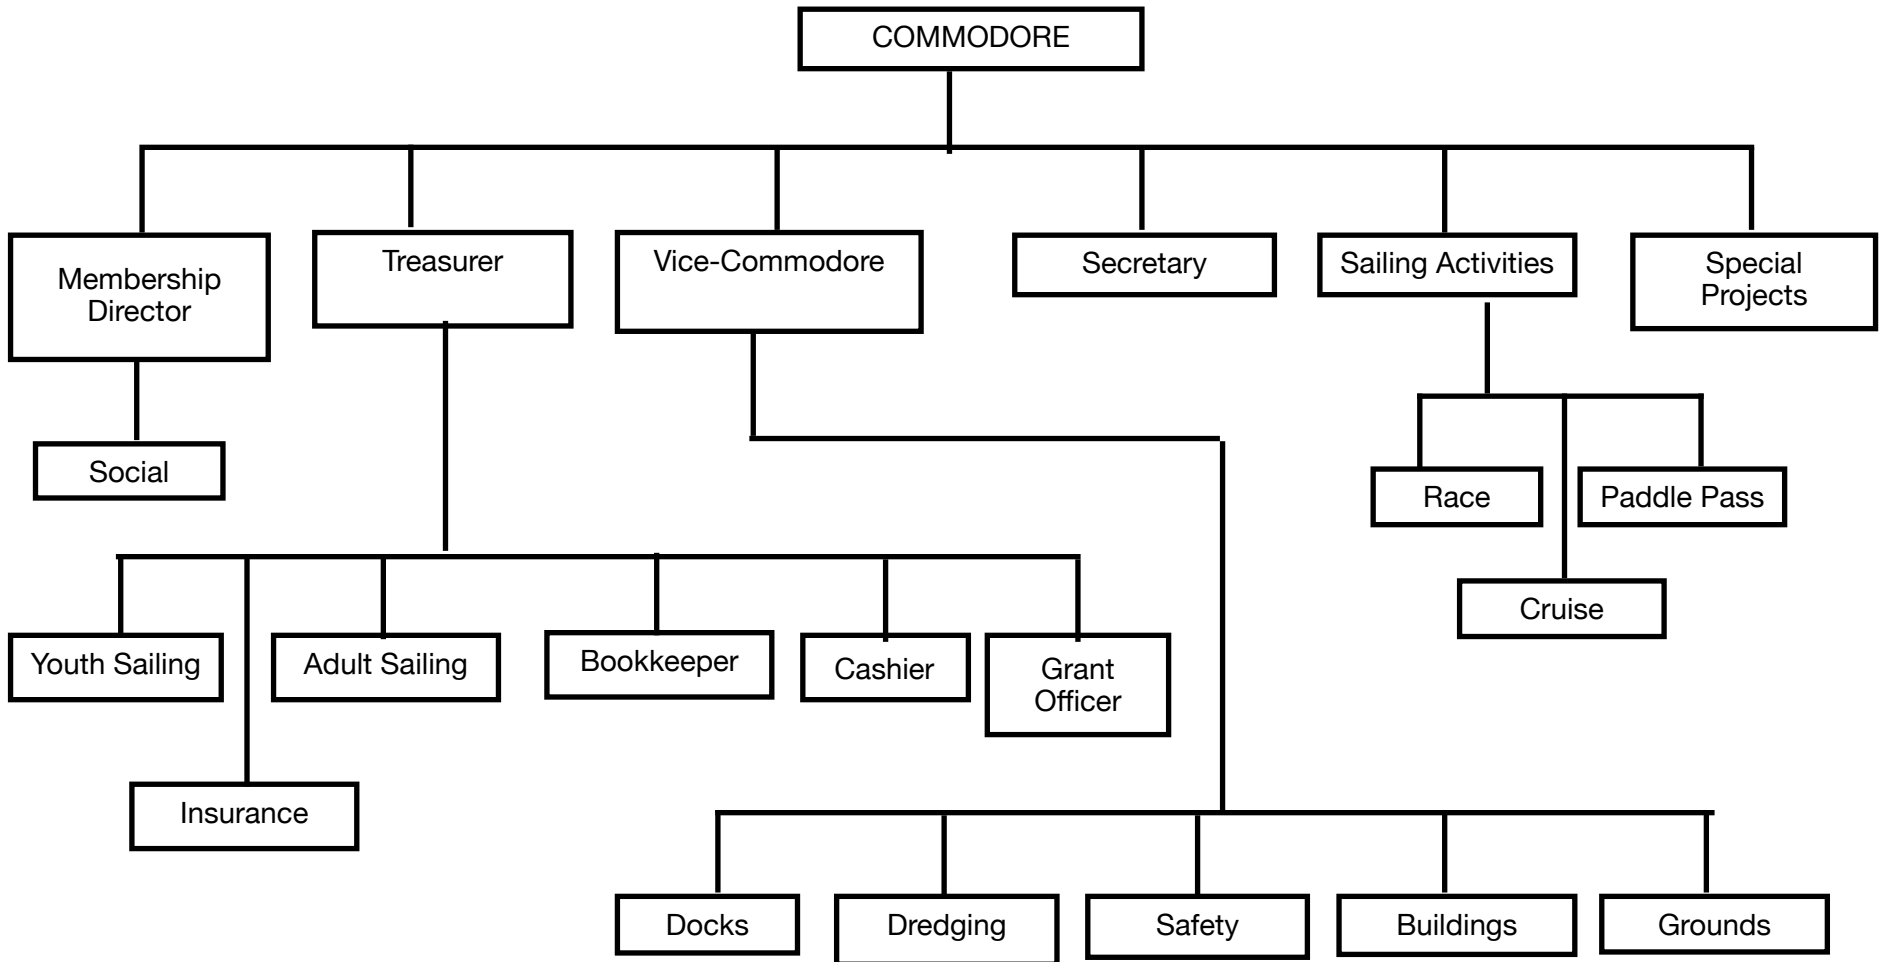 COMMODORE
Membership
Director
Treasurer
Vice-Commodore
Secretary
Sailing Activities
Special
Projects
Social
Race
Paddle Pass
Cruise
Youth Sailing
Adult Sailing
Bookkeeper
Cashier
Grant
Officer
Insurance
Docks
Dredging
Safety
Buildings
Grounds